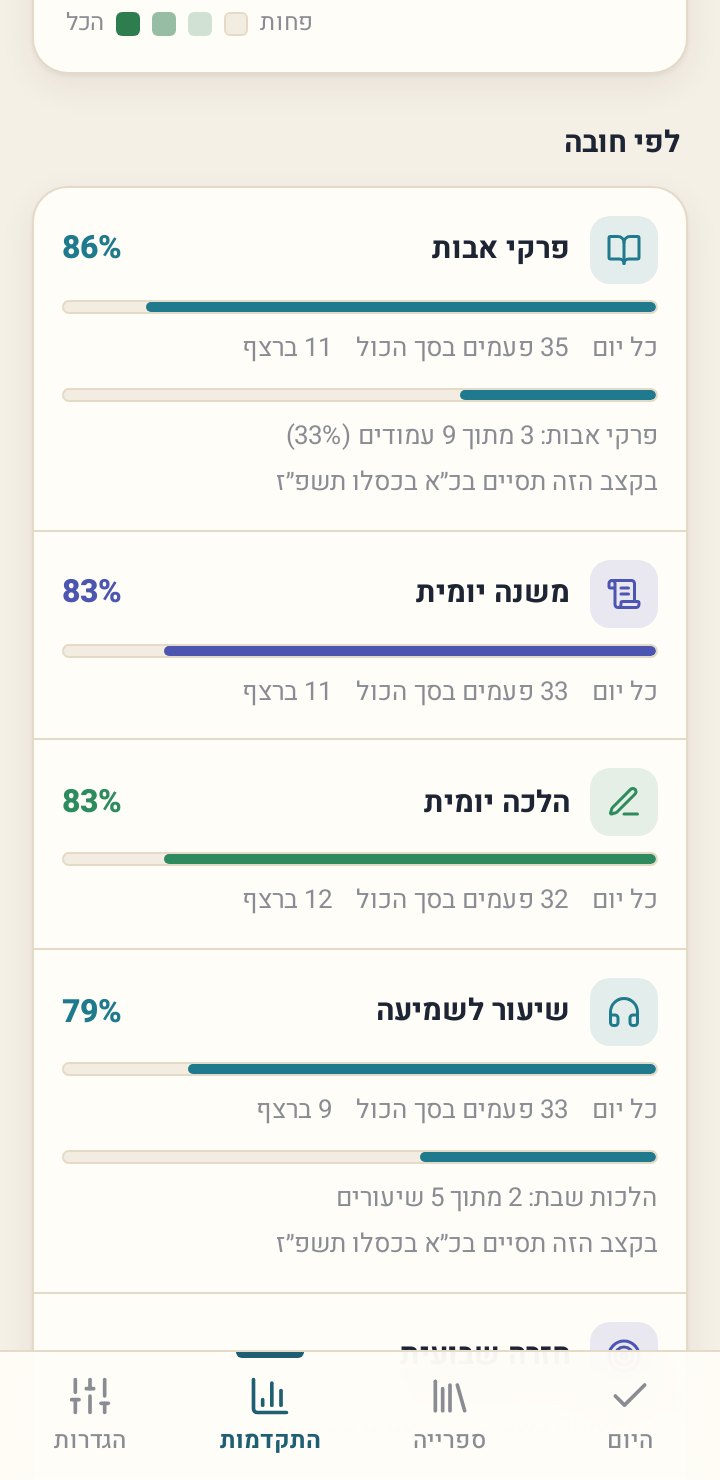 פחות הכל
לפי חובה
פרקי אבות 86%
כל יום 35 פעמים בסך הכול 11 ברצף
פרקי אבות: 3 מתוך 9 עמודים (33%)
בקצב הזה תסיים בכ״א בכסלו תשפ״ז
משנה יומית 83%
כל יום 33 פעמים בסך הכול 11 ברצף
הלכה יומית 83%
כל יום 32 פעמים בסך הכול 12 ברצף
שיעור לשמיעה 79%
כל יום 33 פעמים בסך הכול 9 ברצף
הלכות שבת: 2 מתוך 5 שיעורים
בקצב הזה תסיים בכ״א בכסלו תשפ״ז
חזרה שבועית
היום ספרייה התקדמות הגדרות